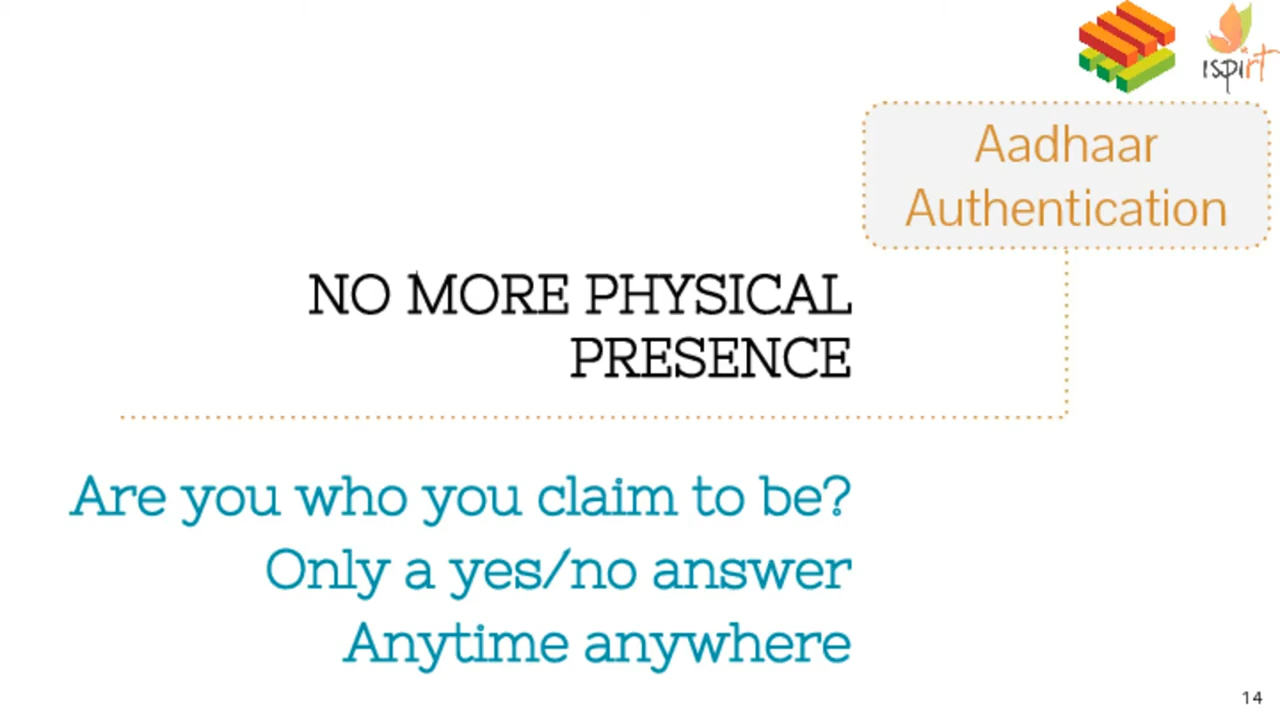 ıspırt
Aadhaar
Authentication
NO MORE PHYSICAL
PRESENCE
Are you who you claim to be?
Only a yes/no answer
Anytime anywhere
14